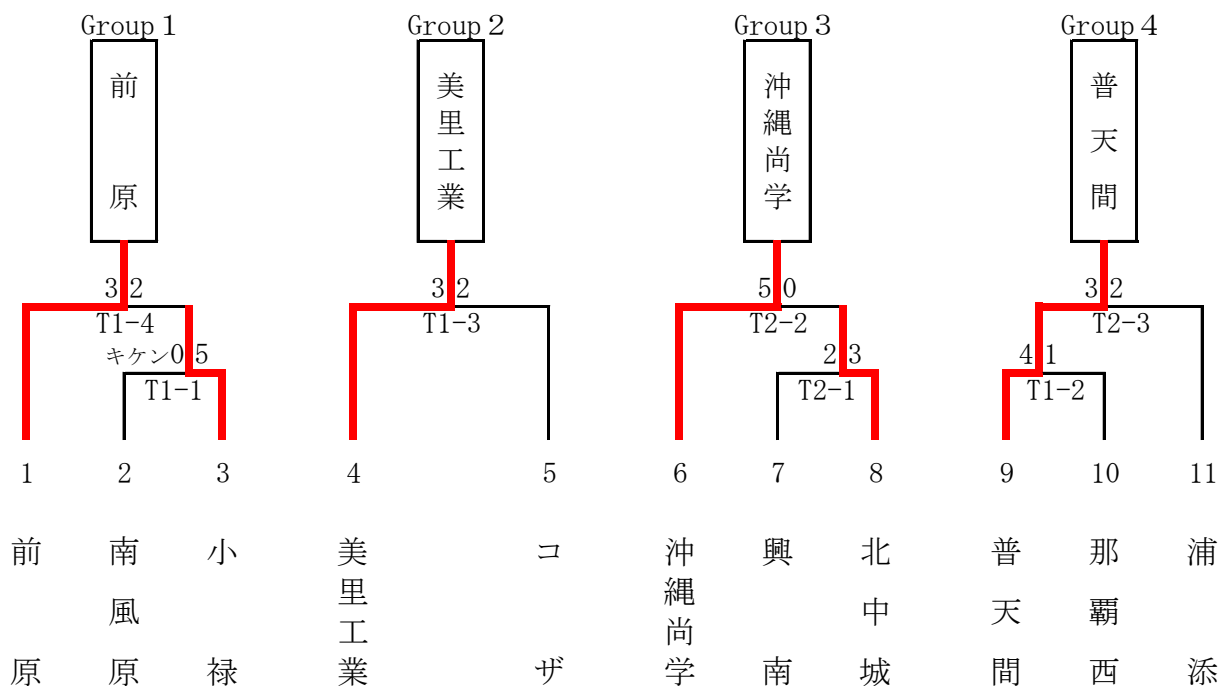 Group 1 Group 2 Group 3 Group 4
前原 美里工業 沖縄尚学 普天間
3 2 3 2 5 0 3 2
T1-4 T1-3 T2-2 T2-3
キケン0 5 2 3 4 1
T1-1 T2-1 T1-2
1 2 3 4 5 6 7 8 9 10 11
前原 南風原 小禄 美里工業 コザ 沖縄尚学 興南 北中城 普天間 那覇西 浦添